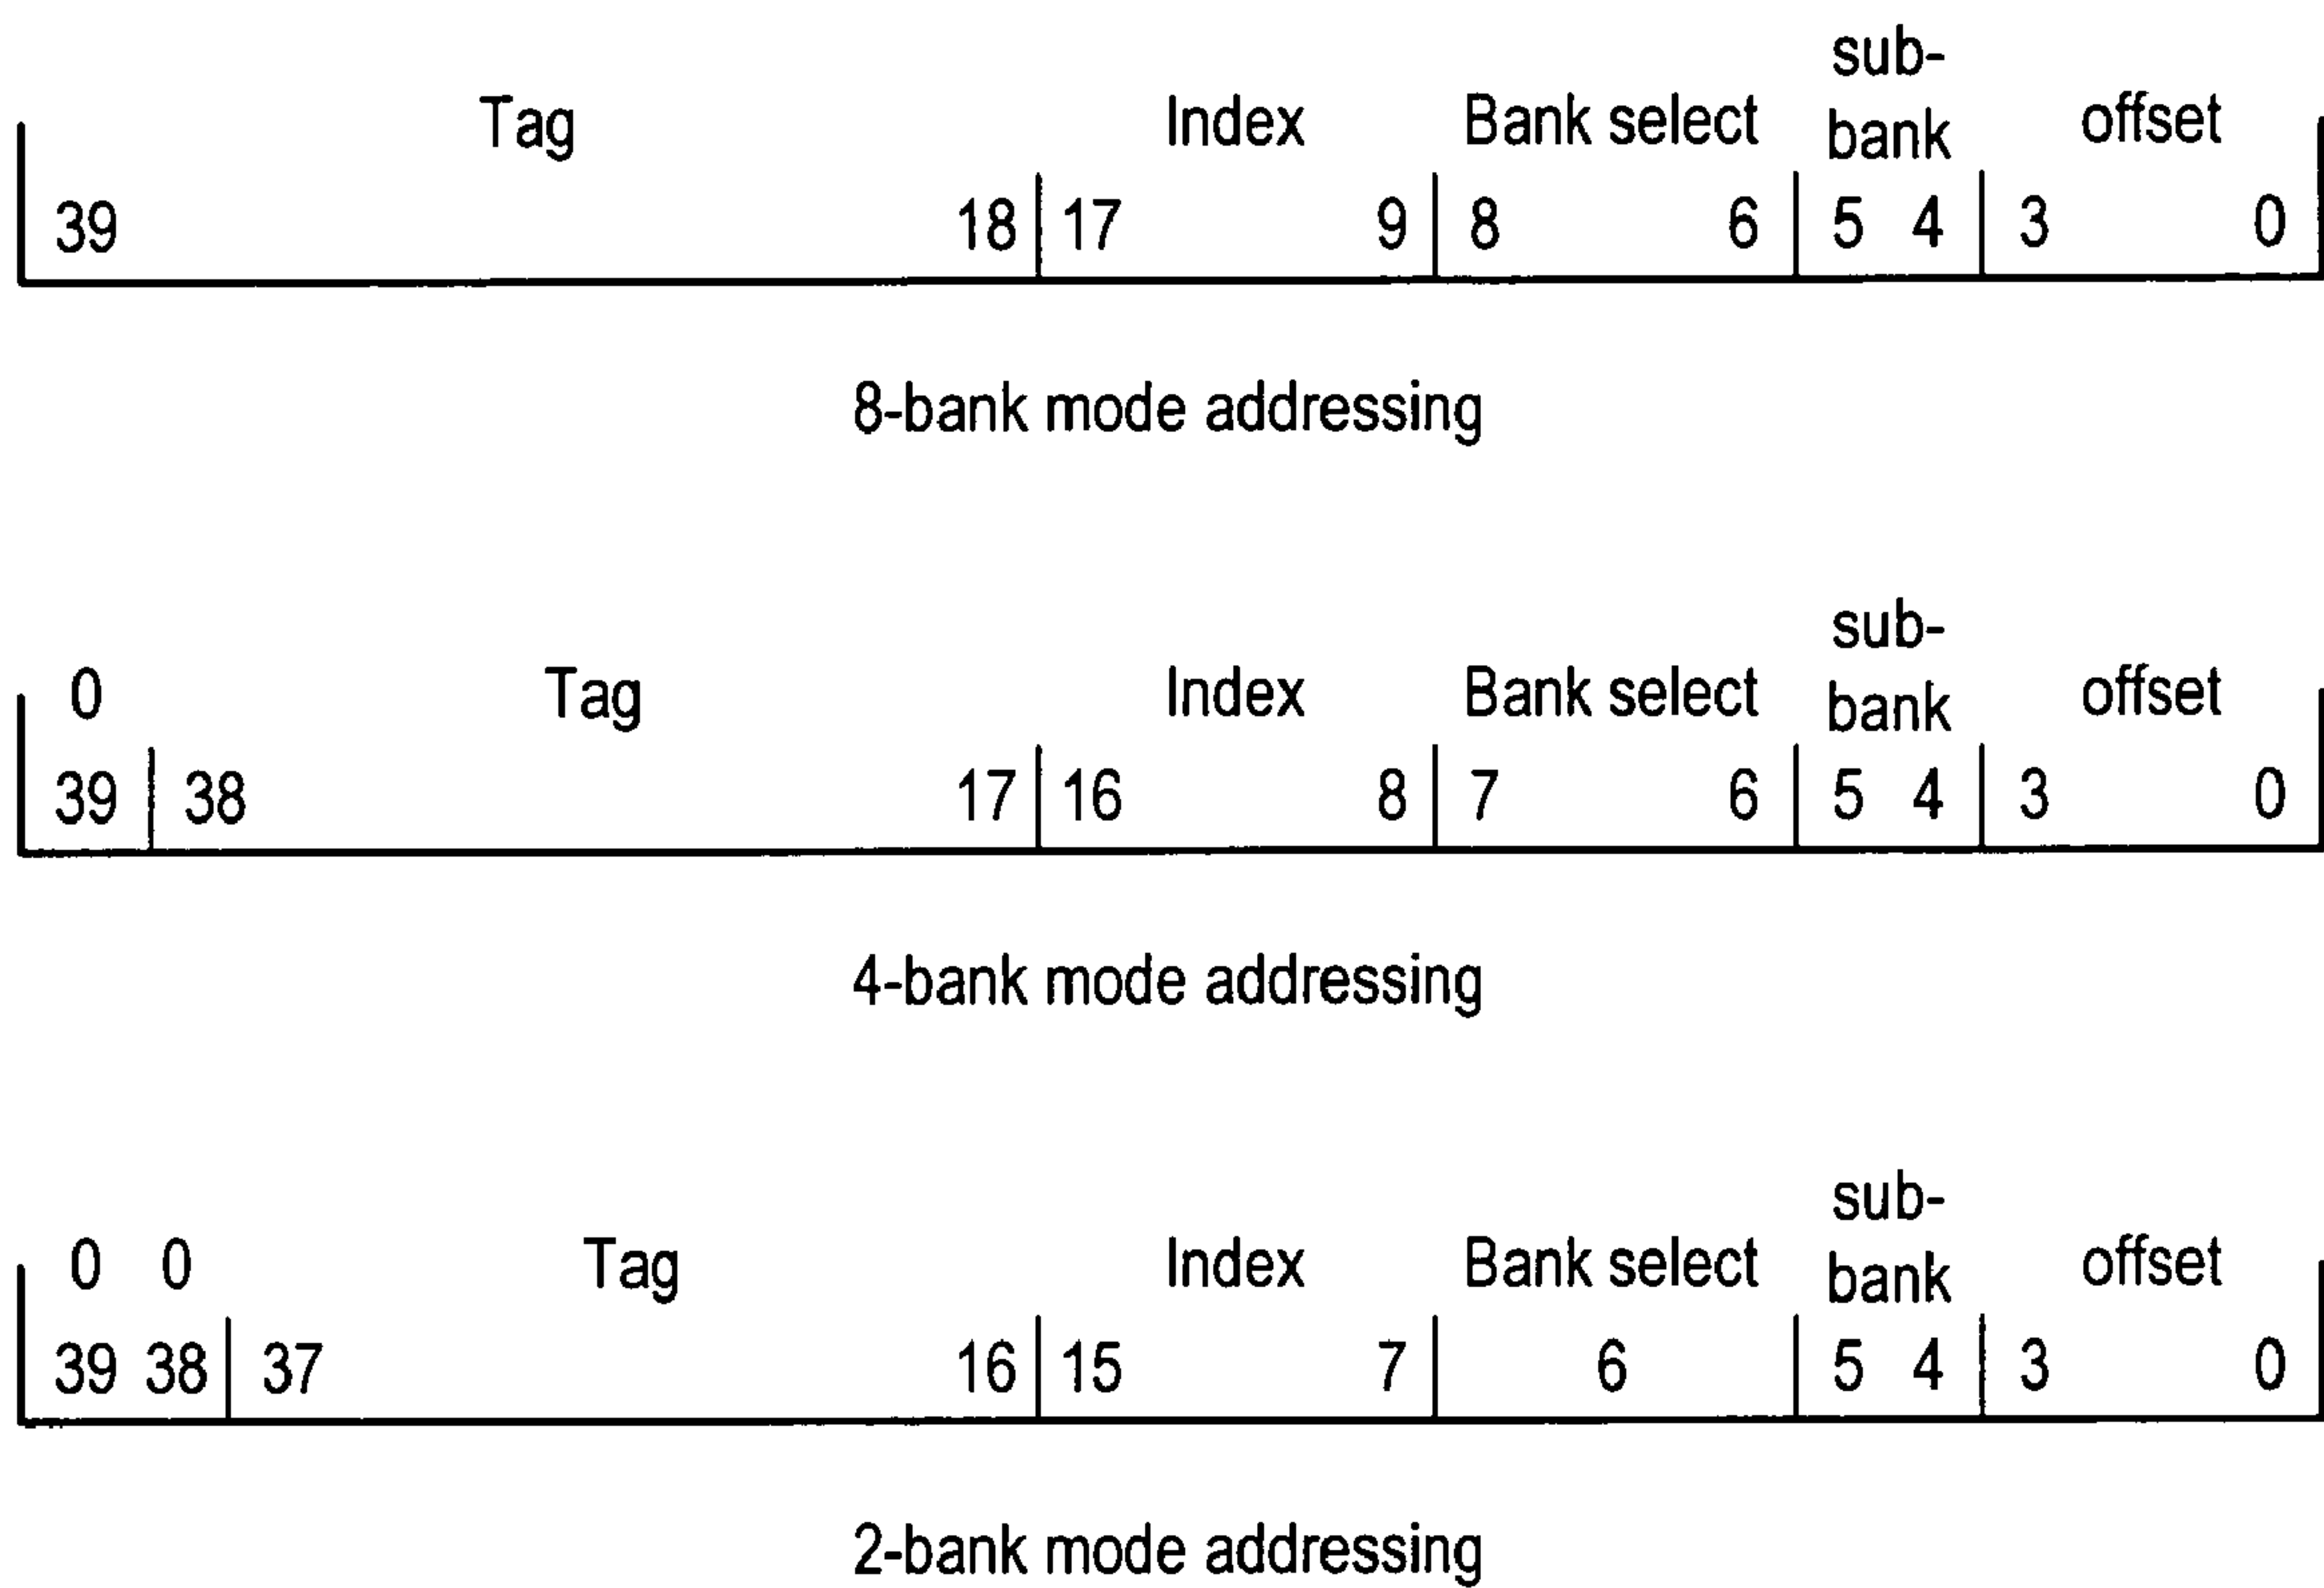 sub-
Tag Index Bank select bank offset
39 18 17 9 8 6 5 4 3 0
8-bank mode addressing
sub-
0 Tag Index Bank select bank offset
39 38 17 16 8 7 6 5 4 3 0
4-bank mode addressing
sub-
0 0 Tag Index Bank select bank offset
39 38 37 16 15 7 6 5 4 3 0
2-bank mode addressing